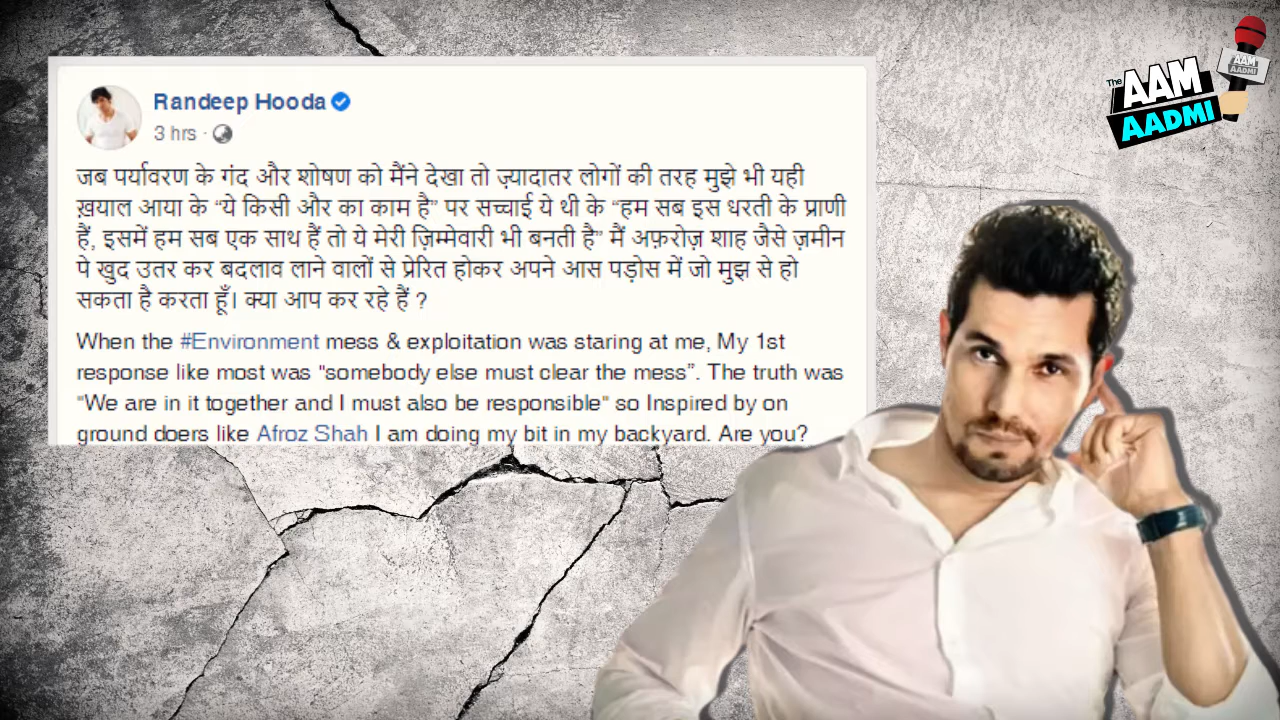 Randeep Hooda
3 hrs ·
जब पर्यावरण के गंद और शोषण को मैंने देखा तो ज़्यादातर लोगों की तरह मुझे भी यही
ख़याल आया के “ये किसी और का काम है” पर सच्चाई ये थी के “हम सब इस धरती के प्राणी
हैं, इसमें हम सब एक साथ हैं तो ये मेरी ज़िम्मेवारी भी बनती है” मैं अफ़रोज़ शाह जैसे ज़मीन
पे खुद उतर कर बदलाव लाने वालों से प्रेरित होकर अपने आस पड़ोस में जो मुझ से हो
सकता है करता हूँ। क्या आप कर रहे हैं ?
When the #Environment mess & exploitation was staring at me, My 1st
response like most was "somebody else must clear the mess”. The truth was
"We are in it together and I must also be responsible" so Inspired by on
ground doers like Afroz Shah I am doing my bit in my backyard. Are you?
The AAM
AADMI
AAM
AADMI